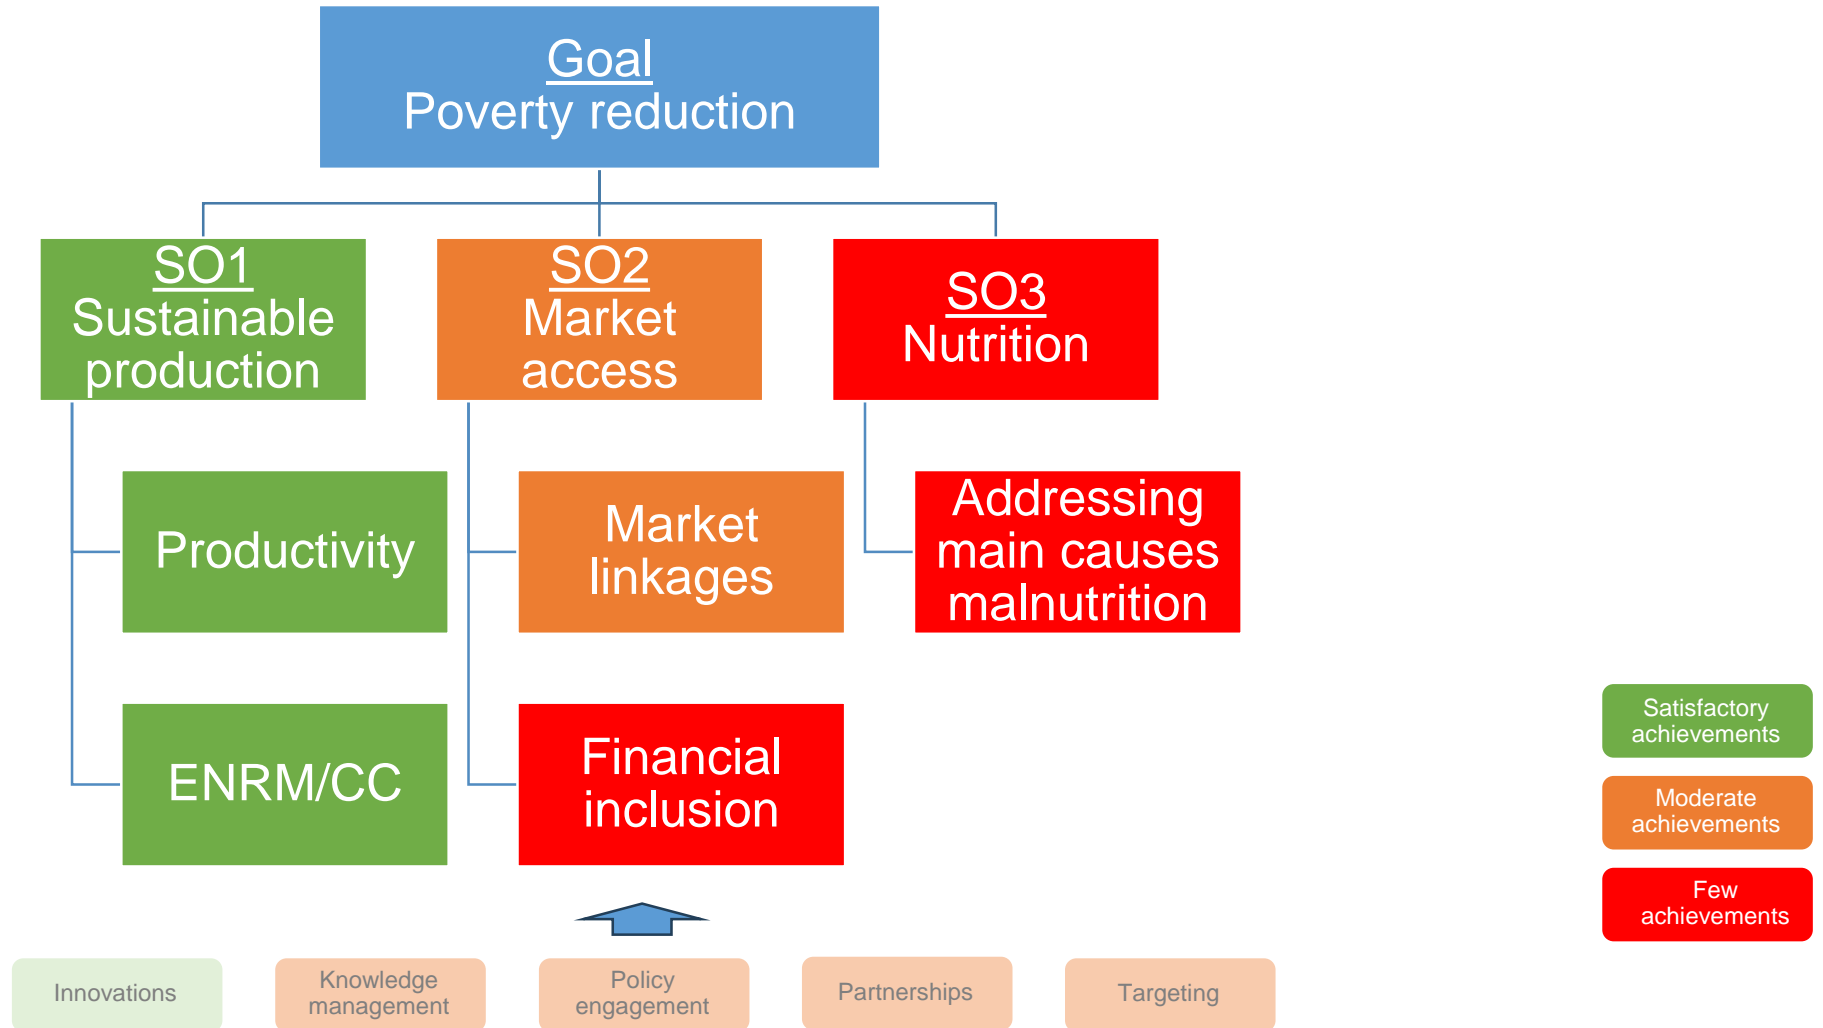 Goal
Poverty reduction
SO1
Sustainable
production
SO2
Market
access
SO3
Nutrition
Productivity
Market
linkages
Addressing
main causes
malnutrition
ENRM/CC
Financial
inclusion
Satisfactory
achievements
Moderate
achievements
Few
achievements
Innovations
Knowledge
management
Policy
engagement
Partnerships
Targeting